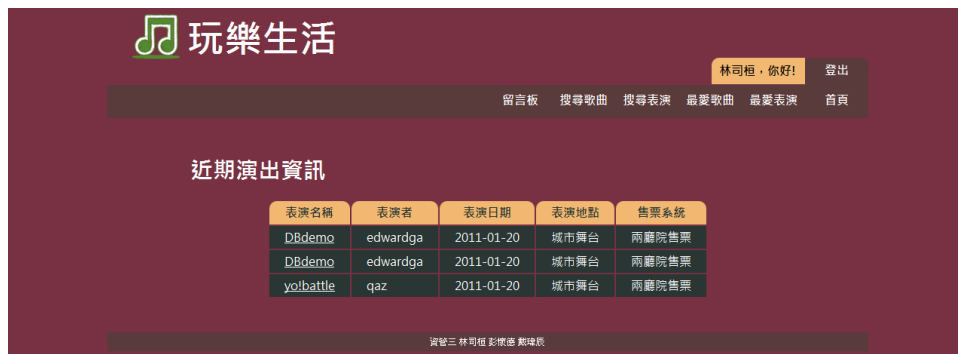 玩樂生活
林司桓，你好! 登出
留言板 搜尋歌曲 搜尋表演 最愛歌曲 最愛表演 首頁
近期演出資訊
表演名稱 表演者 表演日期 表演地點 售票系統
DBdemo edwardga 2011-01-20 城市舞台 兩廳院售票
DBdemo edwardga 2011-01-20 城市舞台 兩廳院售票
yo!battle qaz 2011-01-20 城市舞台 兩廳院售票
資管三 林司桓 彭懷德 戴瑋辰